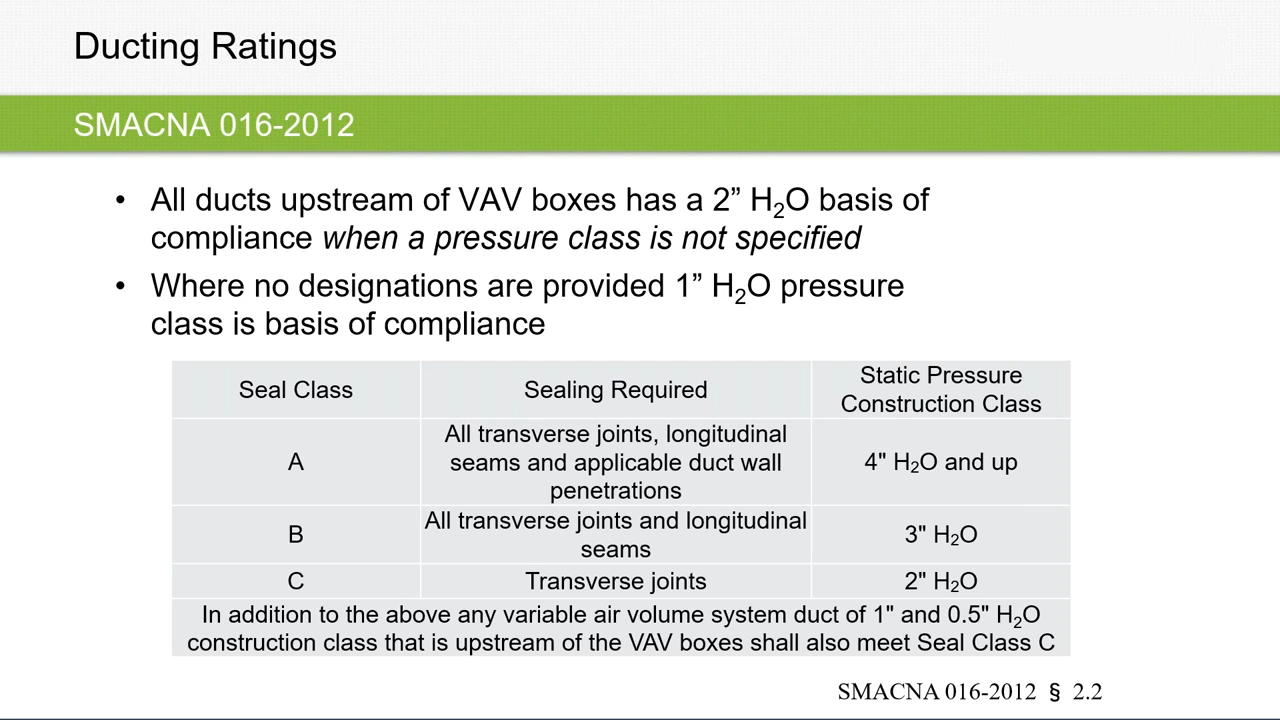 Ducting Ratings
SMACNA 016-2012
• All ducts upstream of VAV boxes has a 2” H₂O basis of
compliance when a pressure class is not specified
• Where no designations are provided 1” H₂O pressure
class is basis of compliance
Seal Class
Sealing Required
Static Pressure
Construction Class
A
All transverse joints, longitudinal
seams and applicable duct wall
penetrations
4" H₂O and up
B
All transverse joints and longitudinal
seams
3" H₂O
C
Transverse joints
2" H₂O
In addition to the above any variable air volume system duct of 1" and 0.5" H₂O
construction class that is upstream of the VAV boxes shall also meet Seal Class C
SMACNA 016-2012 § 2.2